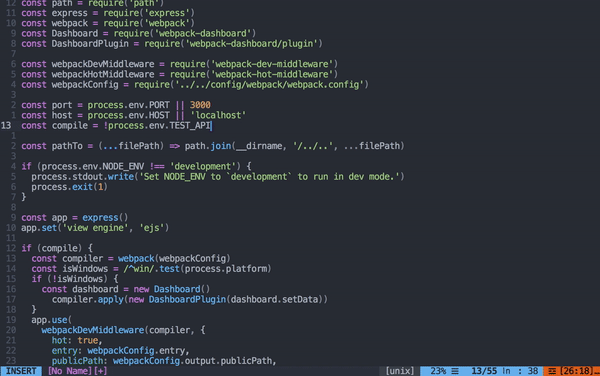 12 const path = require('path')
11 const express = require('express')
10 const webpack = require('webpack')
9 const Dashboard = require('webpack-dashboard')
8 const DashboardPlugin = require('webpack-dashboard/plugin')
7
6 const webpackDevMiddleware = require('webpack-dev-middleware')
5 const webpackHotMiddleware = require('webpack-hot-middleware')
4 const webpackConfig = require('../../config/webpack/webpack.config')
3
2 const port = process.env.PORT || 3000
1 const host = process.env.HOST || 'localhost'
13 const compile = !process.env.TEST_API
1
2 const pathTo = (...filePath) => path.join(__dirname, '/../..', ...filePath)
3
4 if (process.env.NODE_ENV !== 'development') {
5 process.stdout.write('Set NODE_ENV to `development` to run in dev mode.')
6 process.exit(1)
7 }
8
9 const app = express()
10 app.set('view engine', 'ejs')
11
12 if (compile) {
13 const compiler = webpack(webpackConfig)
14 const isWindows = /^win/.test(process.platform)
15 if (!isWindows) {
16 const dashboard = new Dashboard()
17 compiler.apply(new DashboardPlugin(dashboard.setData))
18 }
19 app.use(
20 webpackDevMiddleware(compiler, {
21 hot: true,
22 entry: webpackConfig.entry,
23 publicPath: webpackConfig.output.publicPath,
INSERT [No Name][+] [unix] 23% ☰ 13/55 ln : 38 ☲ [26:18]…